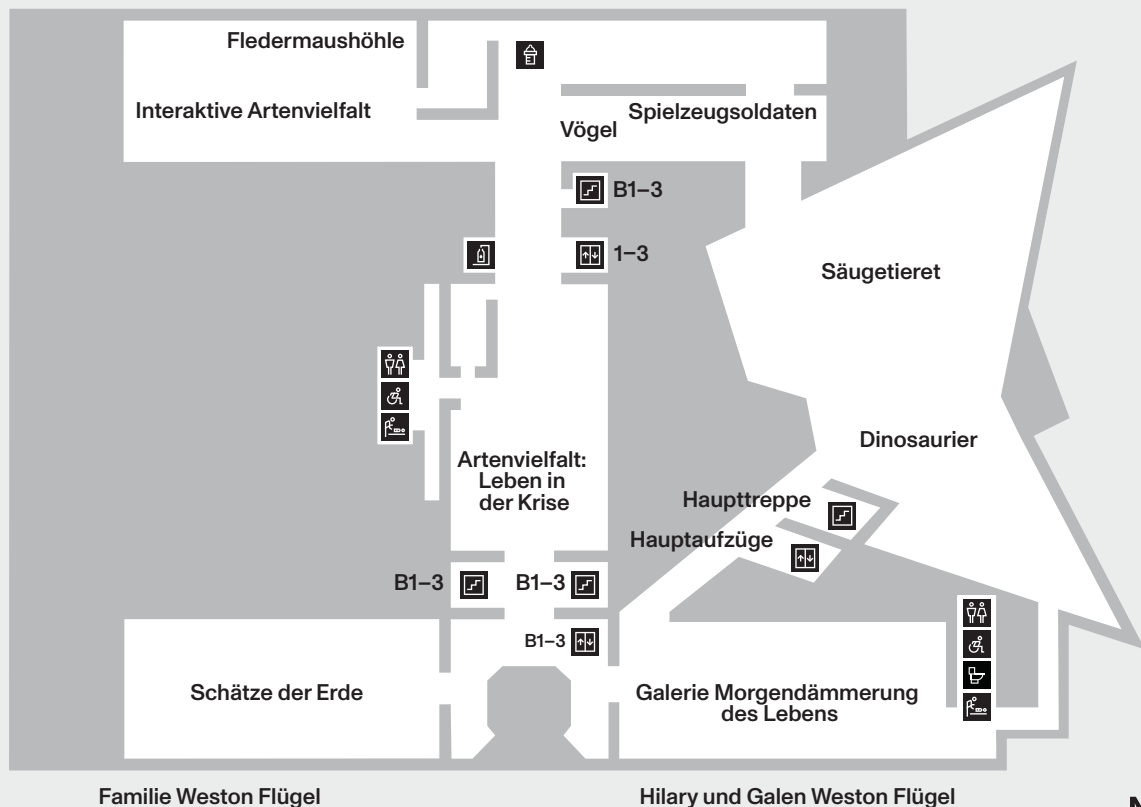 Fledermaushöhle
Interaktive Artenvielfalt
Spielzeugsoldaten
Vögel
B1–3
1–3
Säugetieret
Dinosaurier
Artenvielfalt:
Leben in
der Krise
Haupttreppe
Hauptaufzüge
B1–3
B1–3
B1–3
Schätze der Erde
Galerie Morgendämmerung
des Lebens
Familie Weston Flügel
Hilary und Galen Weston Flügel